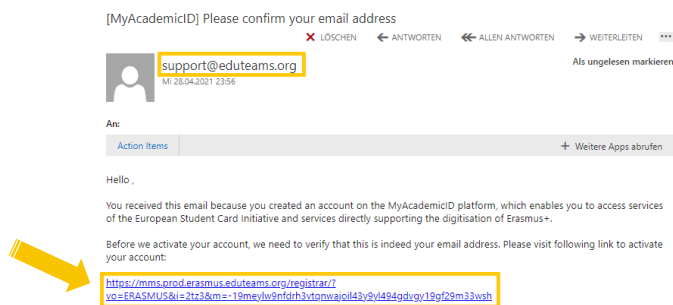 [MyAcademicID] Please confirm your email address
LÖSCHEN ANTWORTEN ALLEN ANTWORTEN WEITERLEITEN ...
support@eduteams.org
Als ungelesen markieren
Mi 28.04.2021 23:56
An:
Action Items + Weitere Apps abrufen
Hello ,
You received this email because you created an account on the MyAcademicID platform, which enables you to access services
of the European Student Card Initiative and services directly supporting the digitisation of Erasmus+.
Before we activate your account, we need to verify that this is indeed your email address. Please visit following link to activate
your account:
https://mms.prod.erasmus.eduteams.org/registrar/?
vo=ERASMUS&i=2tz3&m=-19meylw9nfdrh3vtqnwajoil43y9yl494gdvgy19gf29m33wsh